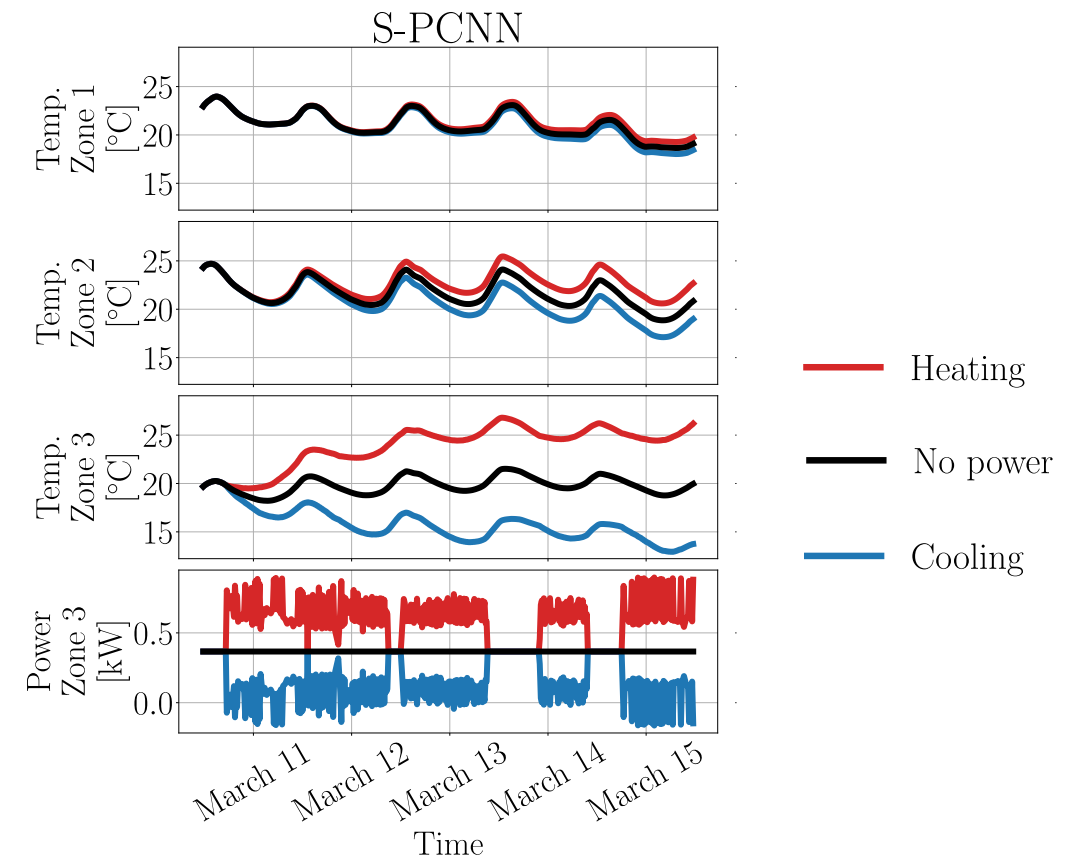 S-PCNN
Temp.
Zone 1
[°C]
25
20
15
Temp.
Zone 2
[°C]
25
20
15
Temp.
Zone 3
[°C]
25
20
15
Power
Zone 3
[kW]
0.5
0.0
March 11
March 12
March 13
March 14
March 15
Time
Heating
No power
Cooling